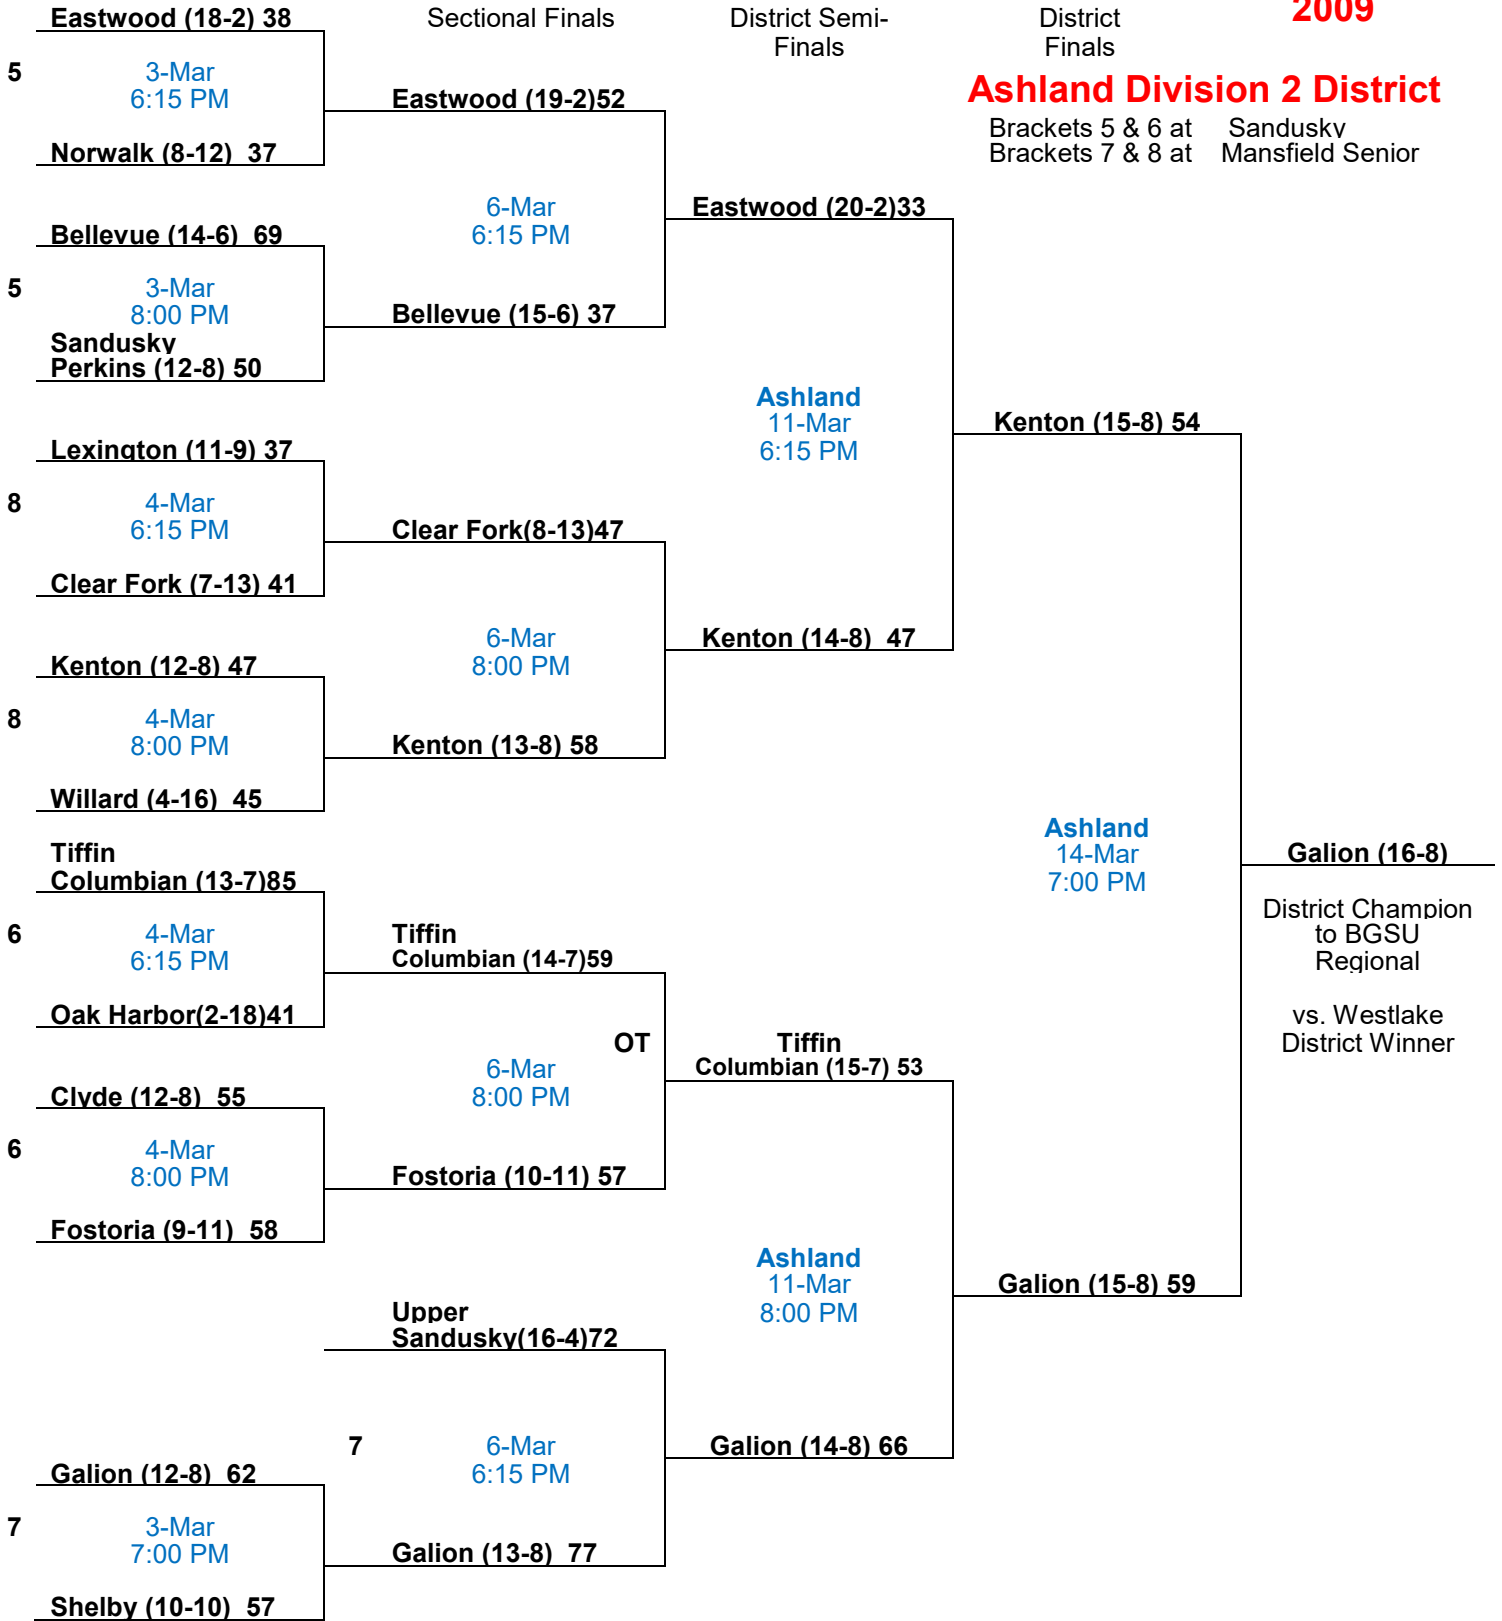 Eastwood (18-2) 38
Sectional Finals
District Semi-
Finals
District
Finals
2009
5
3-Mar
6:15 PM
Eastwood (19-2)52
Ashland Division 2 District
Brackets 5 & 6 at Sandusky
Brackets 7 & 8 at Mansfield Senior
Norwalk (8-12) 37
6-Mar
6:15 PM
Eastwood (20-2)33
Bellevue (14-6) 69
5
3-Mar
8:00 PM
Bellevue (15-6) 37
Sandusky
Perkins (12-8) 50
Ashland
11-Mar
6:15 PM
Kenton (15-8) 54
Lexington (11-9) 37
8
4-Mar
6:15 PM
Clear Fork(8-13)47
Clear Fork (7-13) 41
6-Mar
8:00 PM
Kenton (14-8) 47
Kenton (12-8) 47
8
4-Mar
8:00 PM
Kenton (13-8) 58
Willard (4-16) 45
Ashland
14-Mar
7:00 PM
Galion (16-8)
District Champion
to BGSU
Regional
vs. Westlake
District Winner
Tiffin
Columbian (13-7)85
6
4-Mar
6:15 PM
Tiffin
Columbian (14-7)59
Oak Harbor(2-18)41
OT
6-Mar
8:00 PM
Tiffin
Columbian (15-7) 53
Clyde (12-8) 55
6
4-Mar
8:00 PM
Fostoria (10-11) 57
Fostoria (9-11) 58
Ashland
11-Mar
8:00 PM
Galion (15-8) 59
Upper
Sandusky(16-4)72
7
6-Mar
6:15 PM
Galion (14-8) 66
Galion (12-8) 62
7
3-Mar
7:00 PM
Galion (13-8) 77
Shelby (10-10) 57